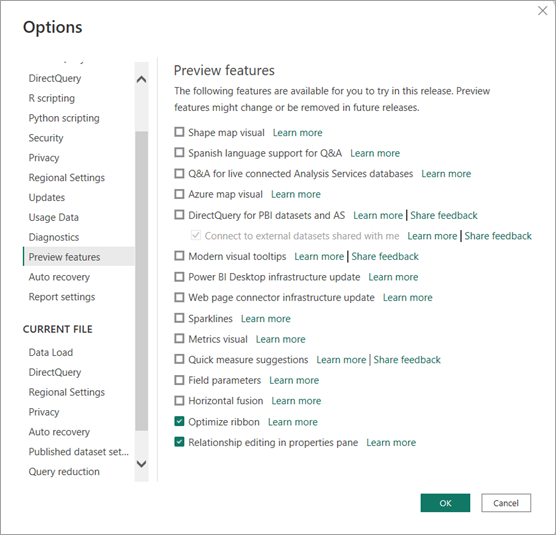 Options
DirectQuery
R scripting
Python scripting
Security
Privacy
Regional Settings
Updates
Usage Data
Diagnostics
Preview features
Auto recovery
Report settings
CURRENT FILE
Data Load
DirectQuery
Regional Settings
Privacy
Auto recovery
Published dataset set...
Query reduction
Preview features
The following features are available for you to try in this release. Preview
features might change or be removed in future releases.
Shape map visual Learn more
Spanish language support for Q&A Learn more
Q&A for live connected Analysis Services databases Learn more
Azure map visual Learn more
DirectQuery for PBI datasets and AS Learn more | Share feedback
Connect to external datasets shared with me Learn more | Share feedback
Modern visual tooltips Learn more | Share feedback
Power BI Desktop infrastructure update Learn more
Web page connector infrastructure update Learn more
Sparklines Learn more
Metrics visual Learn more
Quick measure suggestions Learn more | Share feedback
Field parameters Learn more
Horizontal fusion Learn more
Optimize ribbon Learn more
Relationship editing in properties pane Learn more
OK Cancel